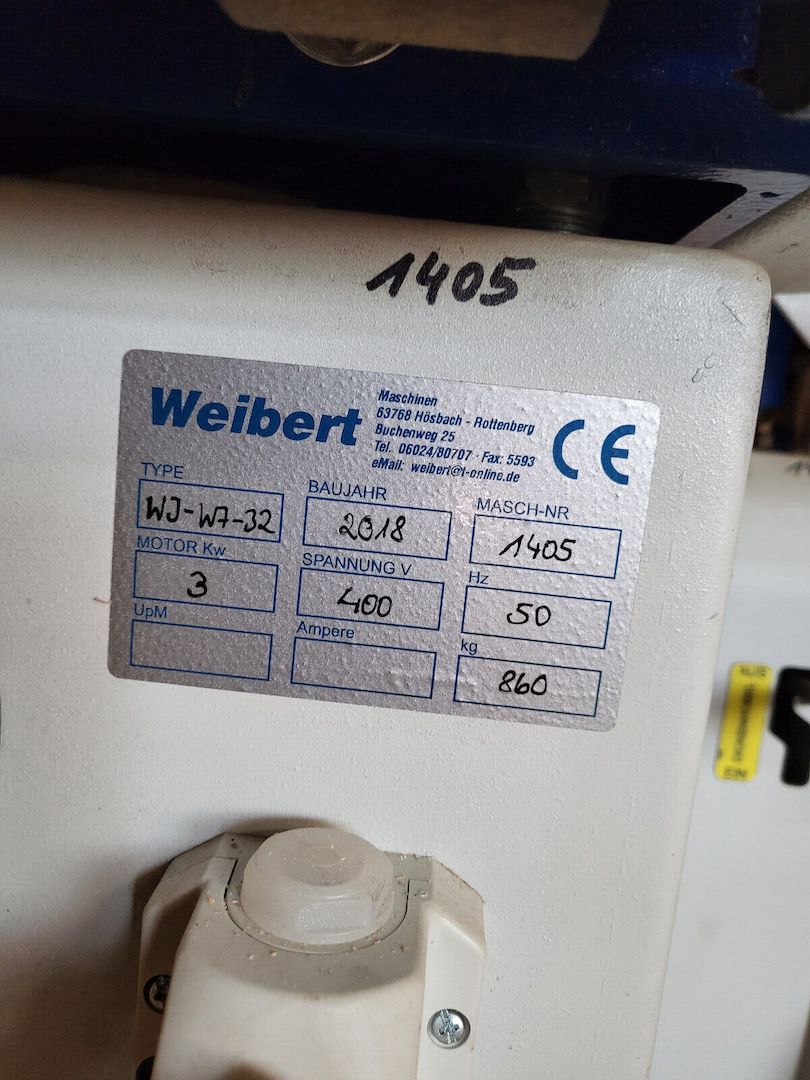 1405
Weibert
Maschinen
63768 Hösbach - Rottenberg
Buchenweg 25
Tel. 06024/80707 · Fax: 5593
eMail: weibert@t-online.de
CE
TYPE BAUJAHR MASCH-NR
WJ-W7-32 2018 1405
MOTOR Kw SPANNUNG V Hz
3 400 50
UpM Ampere kg
860
AUS
EIN